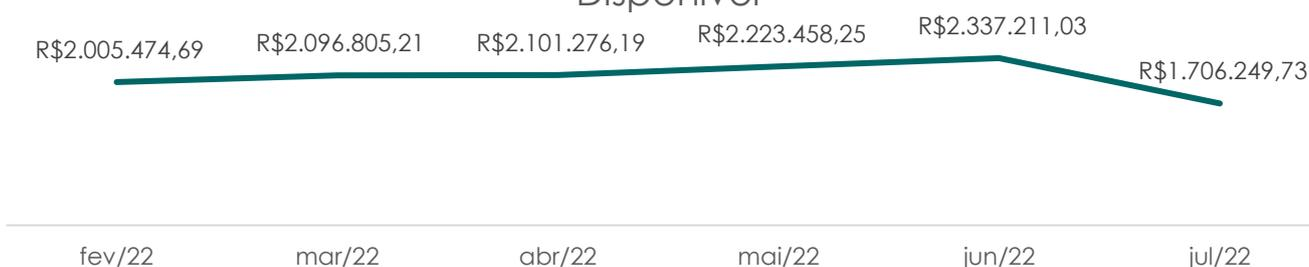 Disponível
R$2.005.474,69 R$2.096.805,21 R$2.101.276,19 R$2.223.458,25 R$2.337.211,03 R$1.706.249,73
fev/22 mar/22 abr/22 mai/22 jun/22 jul/22